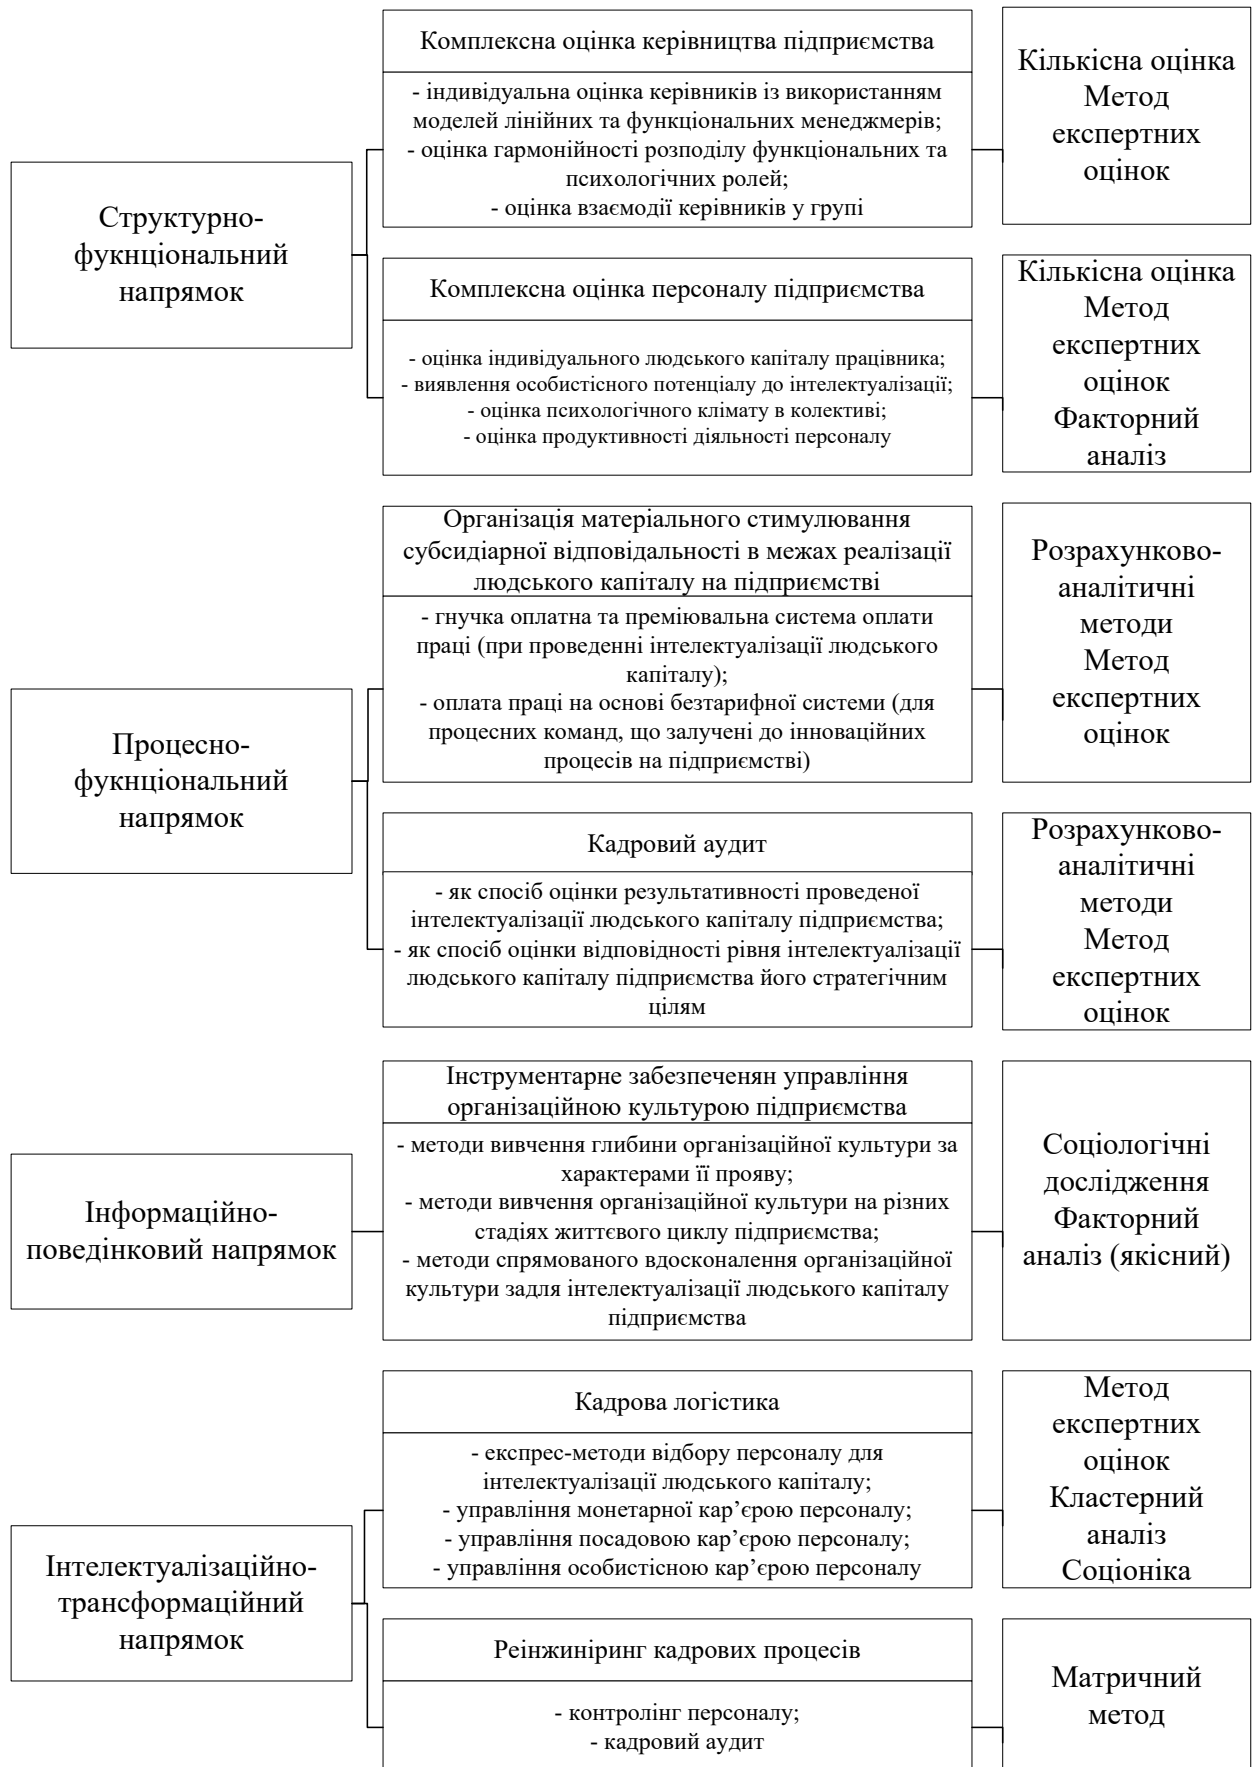 Комплексна оцінка керівництва підприємства
- індивідуальна оцінка керівників із використанням
моделей лінійних та функціональних менеджмерів;
- оцінка гармонійності розподілу функціональних та
психологічних ролей;
- оцінка взаємодії керівників у групі
Кількісна оцінка
Метод
експертних
оцінок
Структурно-
фукнціональний
напрямок
Комплексна оцінка персоналу підприємства
- оцінка індивідуального людського капіталу працівника;
- виявлення особистісного потенціалу до інтелектуалізації;
- оцінка психологічного клімату в колективі;
- оцінка продуктивності діяльності персоналу
Кількісна оцінка
Метод
експертних
оцінок
Факторний
аналіз
Організація матеріального стимулювання
субсидіарної відповідальності в межах реалізації
людського капіталу на підприємстві
- гнучка оплатна та преміювальна система оплати
праці (при проведенні інтелектуалізації людського
капіталу);
- оплата праці на основі безтарифної системи (для
процесних команд, що залучені до інноваційних
процесів на підприємстві)
Розрахунково-
аналітичні
методи
Метод
експертних
оцінок
Процесно-
фукнціональний
напрямок
Кадровий аудит
- як спосіб оцінки результативності проведеної
інтелектуалізації людського капіталу підприємства;
- як спосіб оцінки відповідності рівня інтелектуалізації
людського капіталу підприємства його стратегічним
цілям
Розрахунково-
аналітичні
методи
Метод
експертних
оцінок
Інструментарне забезпеченян управління
організаційною культурою підприємства
- методи вивчення глибини організаційної культури за
характерами її прояву;
- методи вивчення організаційної культури на різних
стадіях життєвого циклу підприємства;
- методи спрямованого вдосконалення організаційної
культури задля інтелектуалізації людського капіталу
підприємства
Соціологічні
дослідження
Факторний
аналіз (якісний)
Інформаційно-
поведінковий напрямок
Кадрова логістика
- експрес-методи відбору персоналу для
інтелектуалізації людського капіталу;
- управління монетарної кар’єрою персоналу;
- управління посадовою кар’єрою персоналу;
- управління особистісною кар’єрою персоналу
Метод
експертних
оцінок
Кластерний
аналіз
Соціоніка
Інтелектуалізаційно-
трансформаційний
напрямок
Реінжиніринг кадрових процесів
- контролінг персоналу;
- кадровий аудит
Матричний
метод